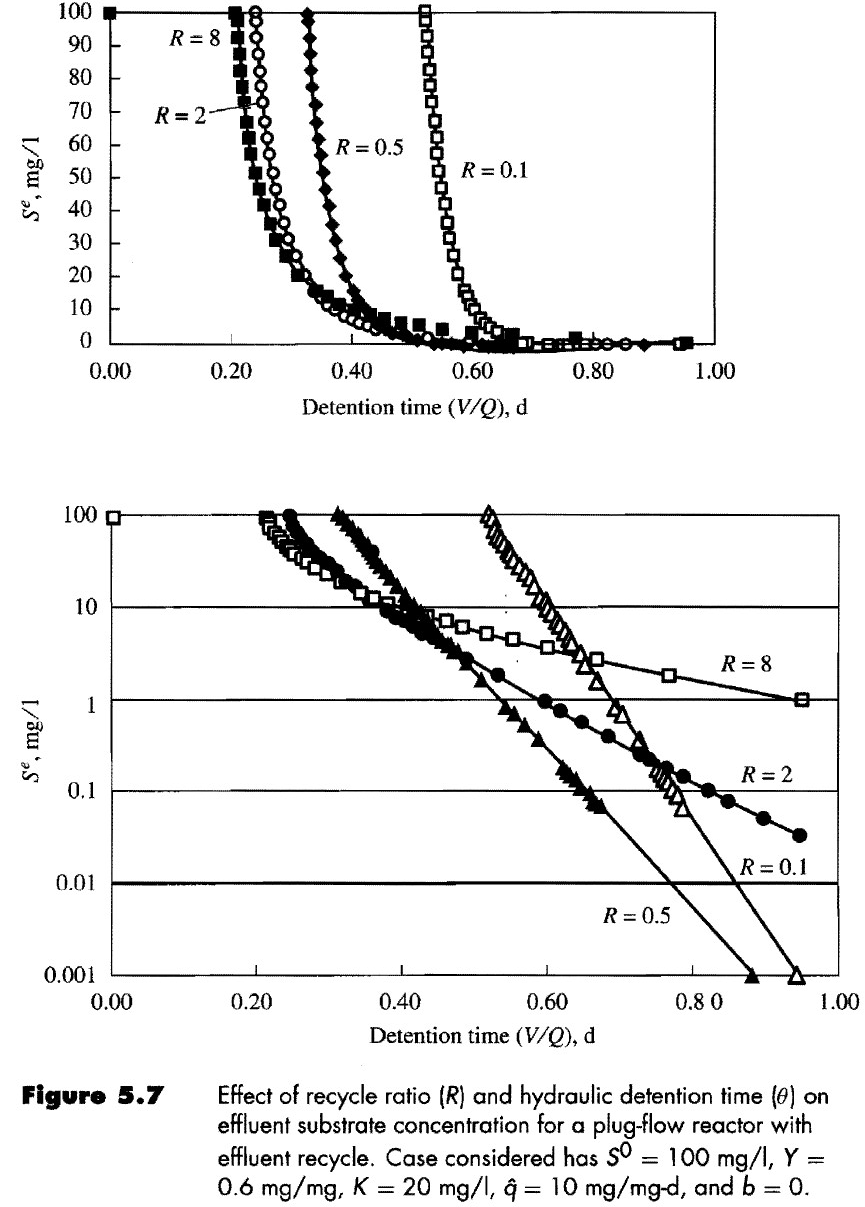 100
90
80
70
60
50
40
30
20
10
0
S^e, mg/l
R = 8
R = 2
R = 0.5
R = 0.1
0.00 0.20 0.40 0.60 0.80 1.00
Detention time (V/Q), d
100
10
1
0.1
0.01
0.001
S^e, mg/l
R = 8
R = 2
R = 0.1
R = 0.5
0.00 0.20 0.40 0.60 0.8 0 1.00
Detention time (V/Q), d
Figure 5.7 Effect of recycle ratio (R) and hydraulic detention time (θ) on
effluent substrate concentration for a plug-flow reactor with
effluent recycle. Case considered has S^0 = 100 mg/l, Y =
0.6 mg/mg, K = 20 mg/l, q̂ = 10 mg/mg-d, and b = 0.